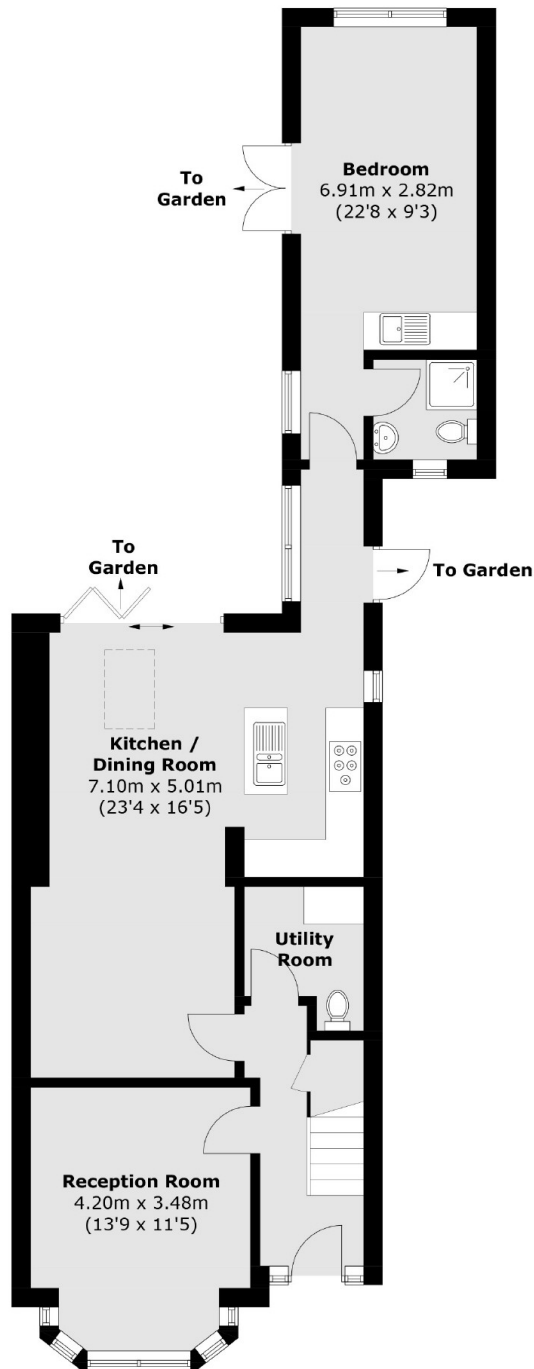 Bedroom
6.91m x 2.82m
(22'8 x 9'3)
To
Garden
To
Garden
To Garden
Kitchen /
Dining Room
7.10m x 5.01m
(23'4 x 16'5)
Utility
Room
Reception Room
4.20m x 3.48m
(13'9 x 11'5)